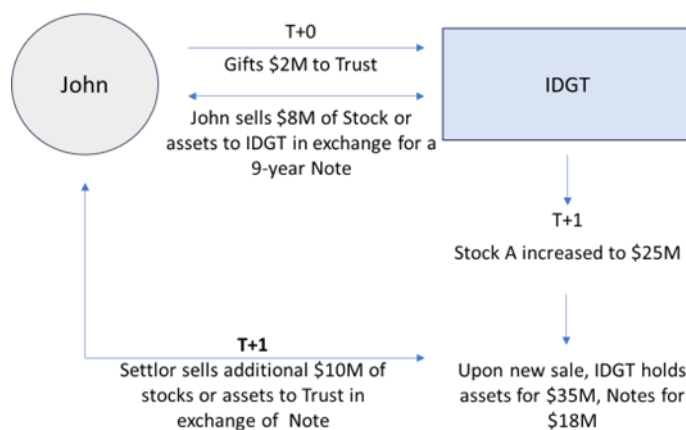 T+0
John
Gifts $2M to Trust
IDGT
John sells $8M of Stock or
assets to IDGT in exchange for a
9-year Note
T+1
Stock A increased to $25M
T+1
Settlor sells additional $10M of
stocks or assets to Trust in
exchange of Note
Upon new sale, IDGT holds
assets for $35M, Notes for
$18M